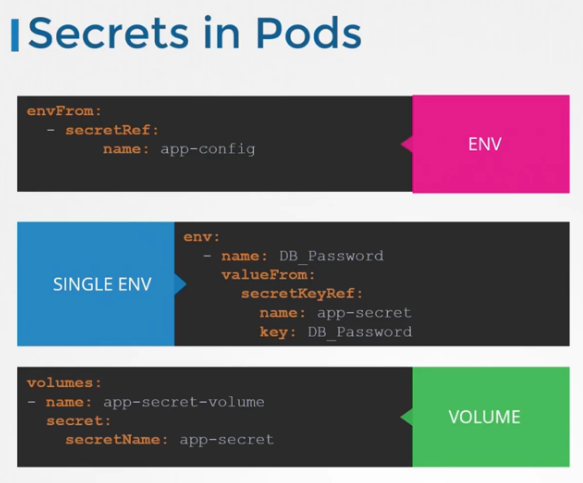 Secrets in Pods
envFrom:
  - secretRef:
        name: app-config
ENV
SINGLE ENV
env:
  - name: DB_Password
    valueFrom:
      secretKeyRef:
        name: app-secret
        key: DB_Password
volumes:
- name: app-secret-volume
  secret:
    secretName: app-secret
VOLUME